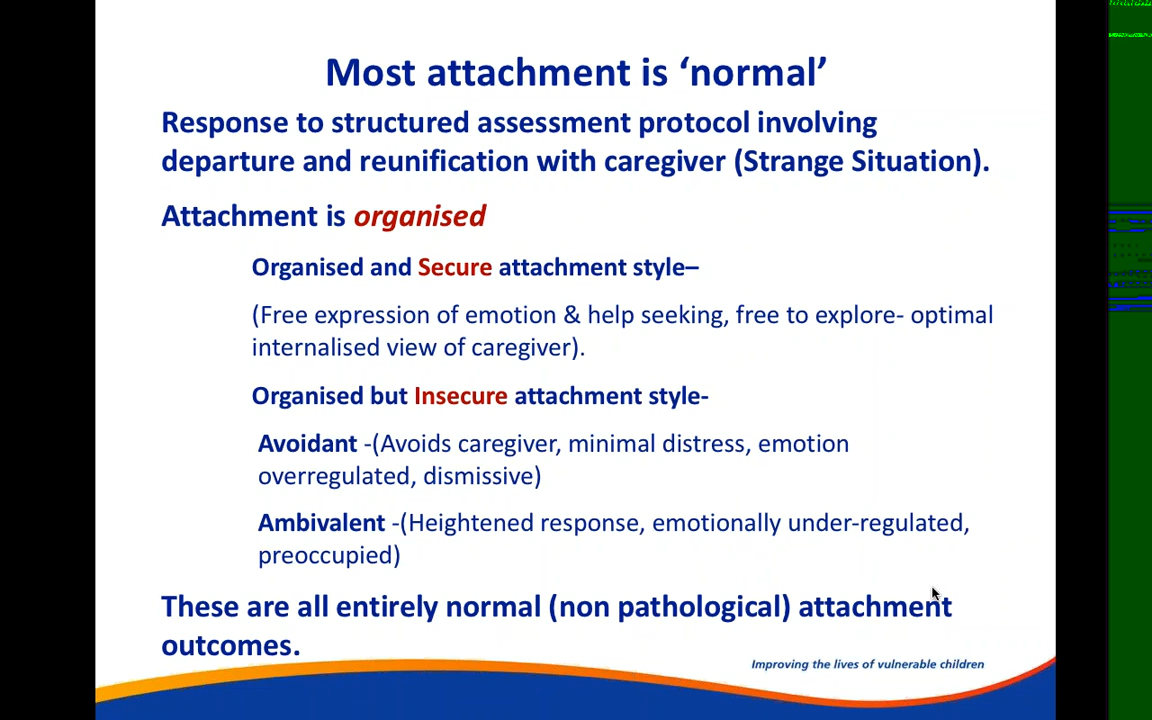 Most attachment is ‘normal’
Response to structured assessment protocol involving
departure and reunification with caregiver (Strange Situation).
Attachment is organised
Organised and Secure attachment style–
(Free expression of emotion & help seeking, free to explore- optimal
internalised view of caregiver).
Organised but Insecure attachment style-
Avoidant -(Avoids caregiver, minimal distress, emotion
overregulated, dismissive)
Ambivalent -(Heightened response, emotionally under-regulated,
preoccupied)
These are all entirely normal (non pathological) attachment
outcomes.
Improving the lives of vulnerable children